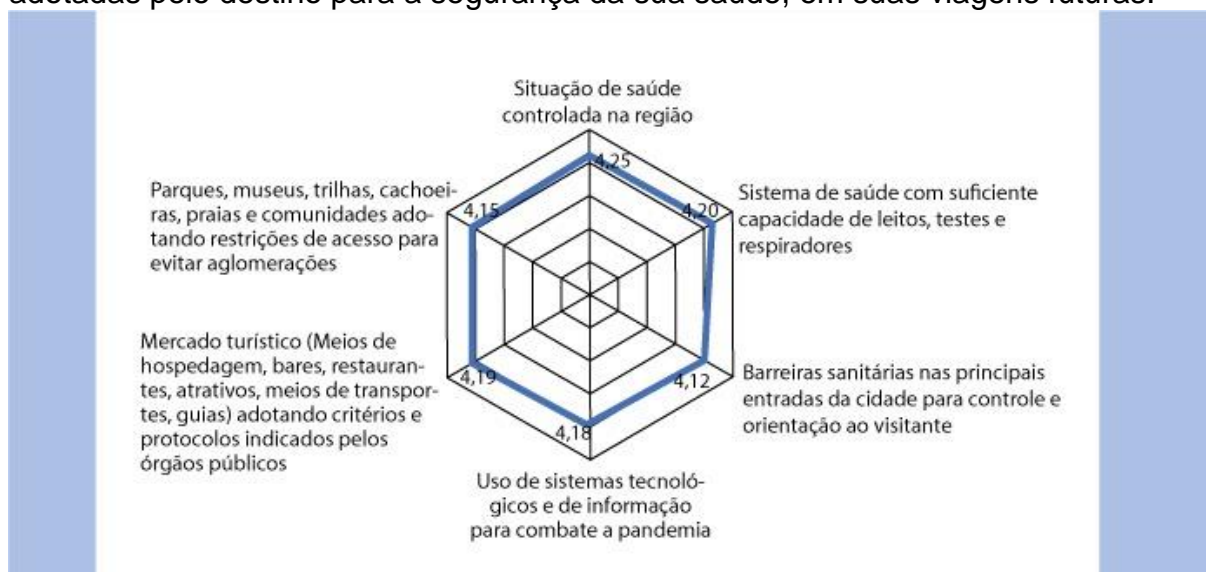 adotadas pelo destino para a segurança da sua saúde, em suas viagens futuras.
Situação de saúde
controlada na região
4,25
Parques, museus, trilhas, cachoei-
ras, praias e comunidades ado-
tando restrições de acesso para
evitar aglomerações
4,15
4,20
Sistema de saúde com suficiente
capacidade de leitos, testes e
respiradores
Mercado turístico (Meios de
hospedagem, bares, restauran-
tes, atrativos, meios de transpor-
tes, guias) adotando critérios e
protocolos indicados pelos
órgãos públicos
4,19
4,12
Barreiras sanitárias nas principais
entradas da cidade para controle e
orientação ao visitante
4,18
Uso de sistemas tecnoló-
gicos e de informação
para combate a pandemia